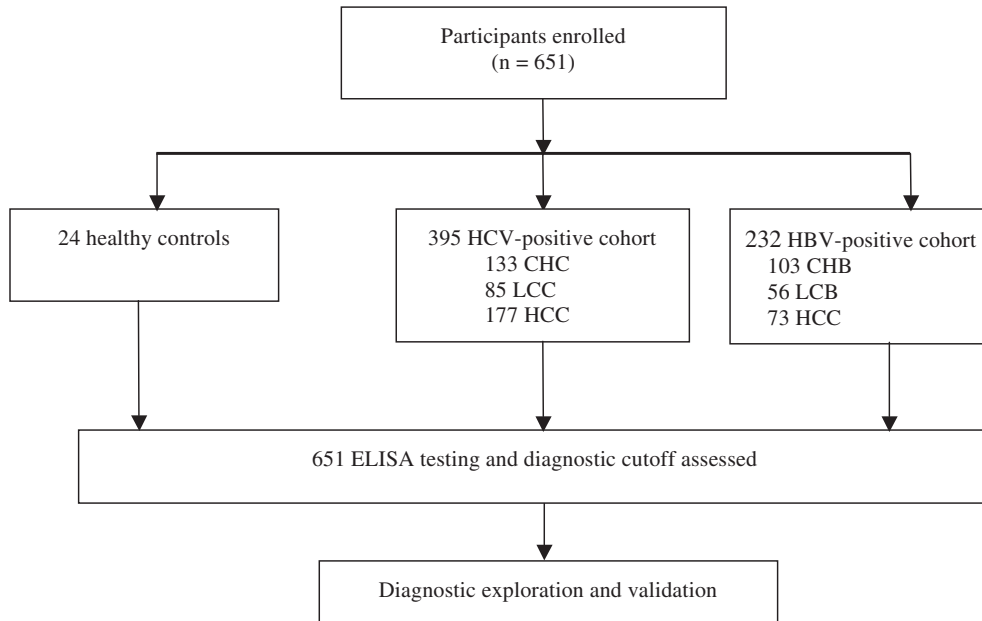 Participants enrolled
(n = 651)
24 healthy controls
395 HCV-positive cohort
133 CHC
85 LCC
177 HCC
232 HBV-positive cohort
103 CHB
56 LCB
73 HCC
651 ELISA testing and diagnostic cutoff assessed
Diagnostic exploration and validation